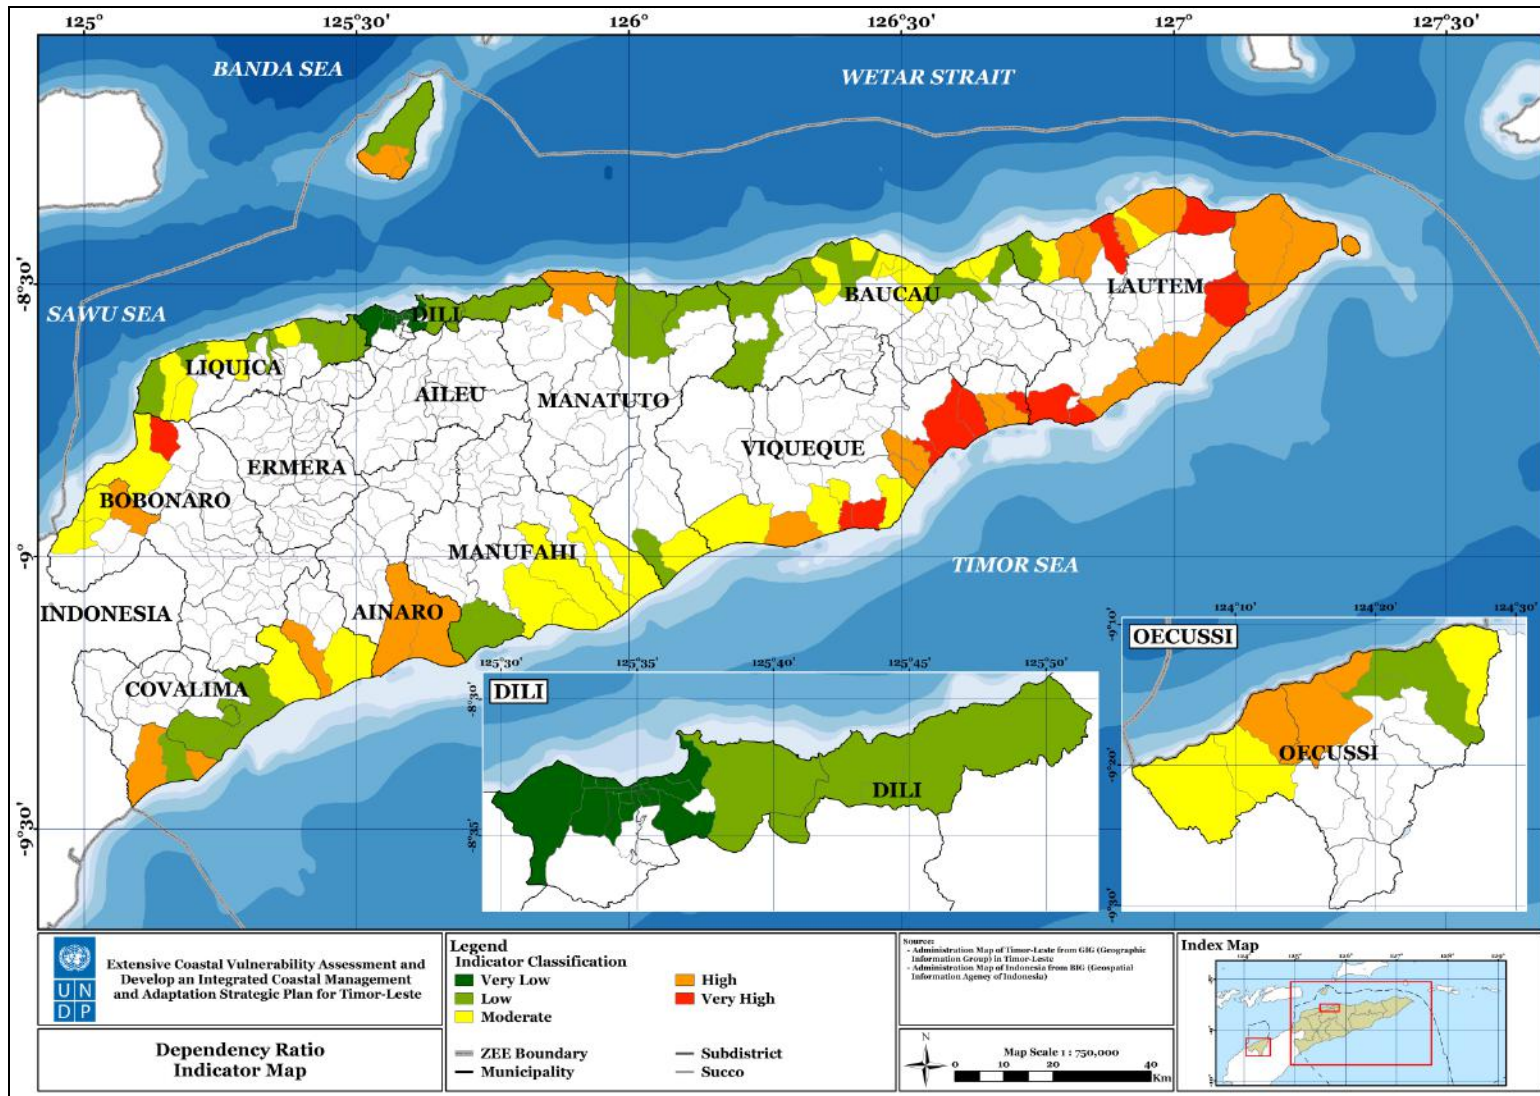 125°
125°30'
126°
126°30'
127°
127°30'
BANDA SEA
WETAR STRAIT
-8°30'
SAWU SEA
DILI
BAUCAU
LAUTEM
LIQUICA
AILEU
MANATUTO
VIQUEQUE
ERMERA
BOBONARO
MANUFAHI
-9°
TIMOR SEA
INDONESIA
AINARO
COVALIMA
-9°30'
125°30'
125°35'
125°40'
125°45'
125°50'
DILI
-8°30'
-8°35'
DILI
124°10'
124°20'
124°30'
OECUSSI
-9°10'
-9°20'
-9°30'
OECUSSI
UN
DP
Extensive Coastal Vulnerability Assessment and
Develop an Integrated Coastal Management
and Adaptation Strategic Plan for Timor-Leste
Dependency Ratio
Indicator Map
Legend
Indicator Classification
Very Low
Low
Moderate
High
Very High
ZEE Boundary
Municipality
Subdistrict
Succo
Source:
- Administration Map of Timor-Leste from GIG (Geographic
Information Group) in Timor-Leste
- Administration Map of Indonesia from BIG (Geospatial
Information Agency of Indonesia)
N
Map Scale 1 : 750,000
0 10 20 40
Km
Index Map